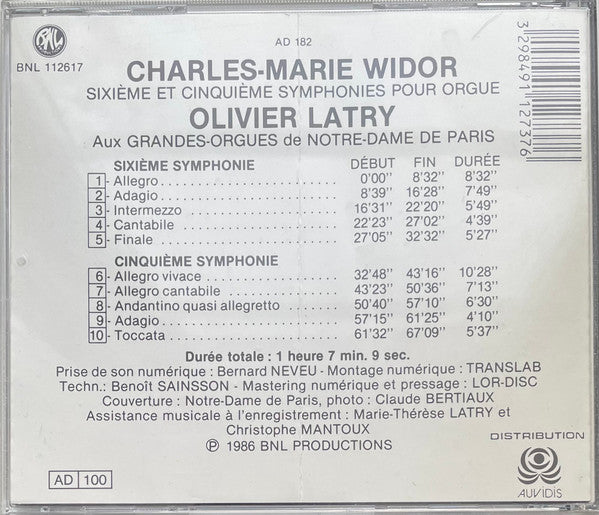 BNL
AD 182
BNL 112617
CHARLES-MARIE WIDOR
SIXIÈME ET CINQUIÈME SYMPHONIES POUR ORGUE
OLIVIER LATRY
Aux GRANDES-ORGUES de NOTRE-DAME DE PARIS
3298491127376
SIXIÈME SYMPHONIE DÉBUT FIN DURÉE
1 - Allegro 0'00'' 8'32'' 8'32''
2 - Adagio 8'39'' 16'28'' 7'49''
3 - Intermezzo 16'31'' 22'20'' 5'49''
4 - Cantabile 22'23'' 27'02'' 4'39''
5 - Finale 27'05'' 32'32'' 5'27''
CINQUIÈME SYMPHONIE
6 - Allegro vivace 32'48'' 43'16'' 10'28''
7 - Allegro cantabile 43'23'' 50'36'' 7'13''
8 - Andantino quasi allegretto 50'40'' 57'10'' 6'30''
9 - Adagio 57'15'' 61'25'' 4'10''
10 - Toccata 61'32'' 67'09'' 5'37''
Durée totale : 1 heure 7 min. 9 sec.
Prise de son numérique : Bernard NEVEU - Montage numérique : TRANSLAB
Techn.: Benoît SAINSSON - Mastering numérique et pressage : LOR-DISC
Couverture : Notre-Dame de Paris, photo : Claude BERTIAUX
Assistance musicale à l'enregistrement : Marie-Thérèse LATRY et
Christophe MANTOUX
℗ 1986 BNL PRODUCTIONS
DISTRIBUTION
AUVIDIS
AD 100